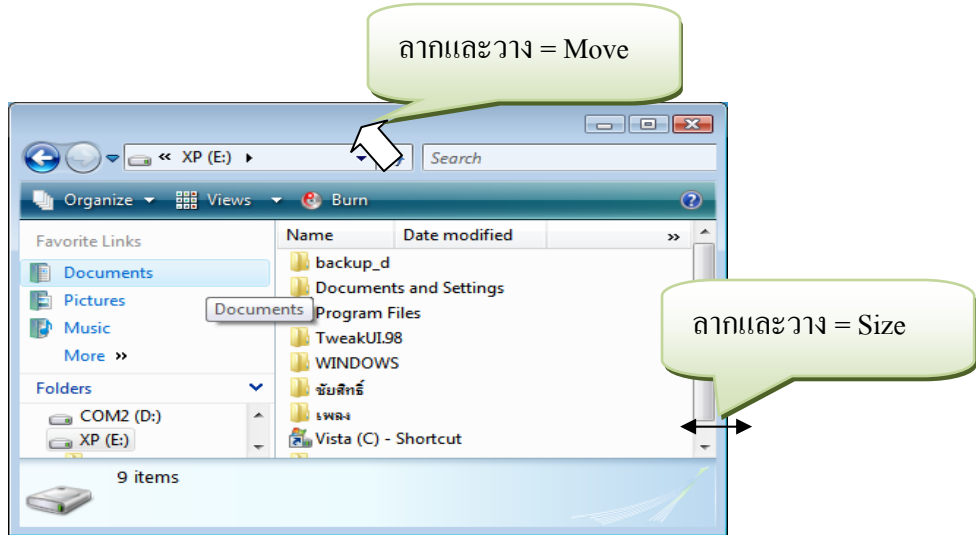 ลากและวาง = Move
« XP (E:)
Search
Organize Views Burn
Favorite Links
Documents
Pictures
Music
More »
Documents
Folders
COM2 (D:)
XP (E:)
Name Date modified »
backup_d
Documents and Settings
Program Files
TweakUI.98
WINDOWS
ชัยสิทธิ์
เพลง
Vista (C) - Shortcut
ลากและวาง = Size
9 items